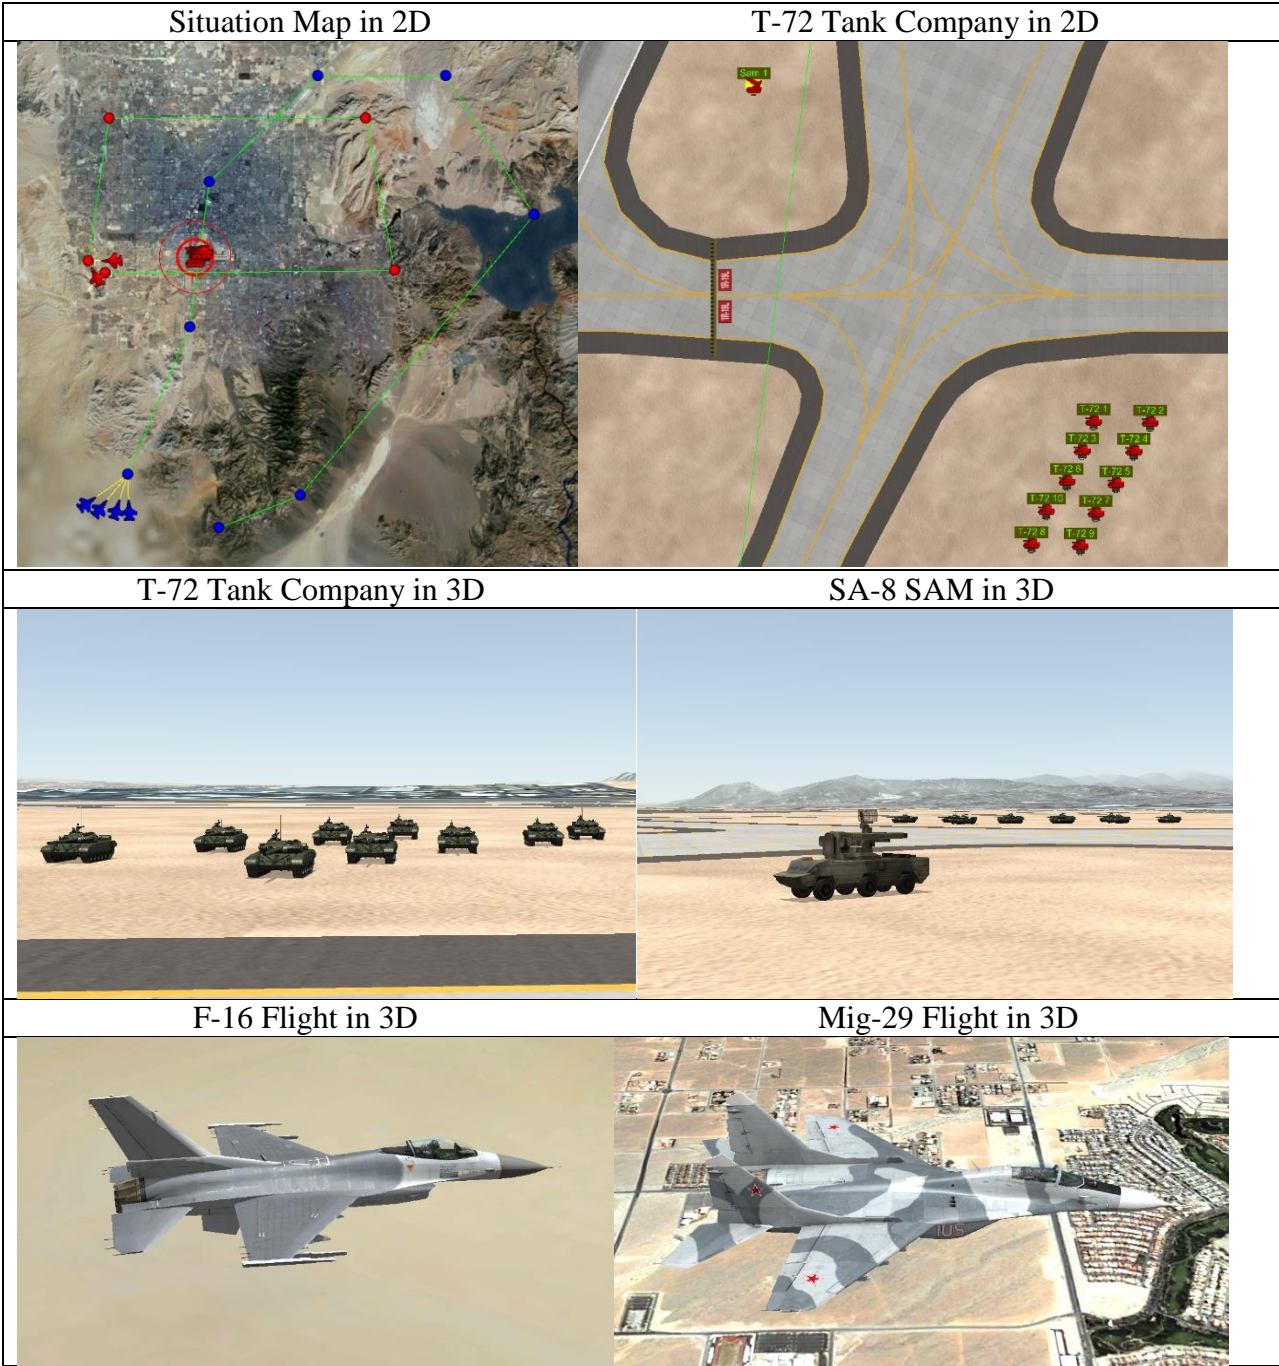 Situation Map in 2D
T-72 Tank Company in 2D
Sam 1
T-72 1
T-72 2
T-72 3
T-72 4
T-72 6
T-72 5
T-72 10
T-72 7
T-72 8
T-72 9
T-72 Tank Company in 3D
SA-8 SAM in 3D
F-16 Flight in 3D
Mig-29 Flight in 3D
105